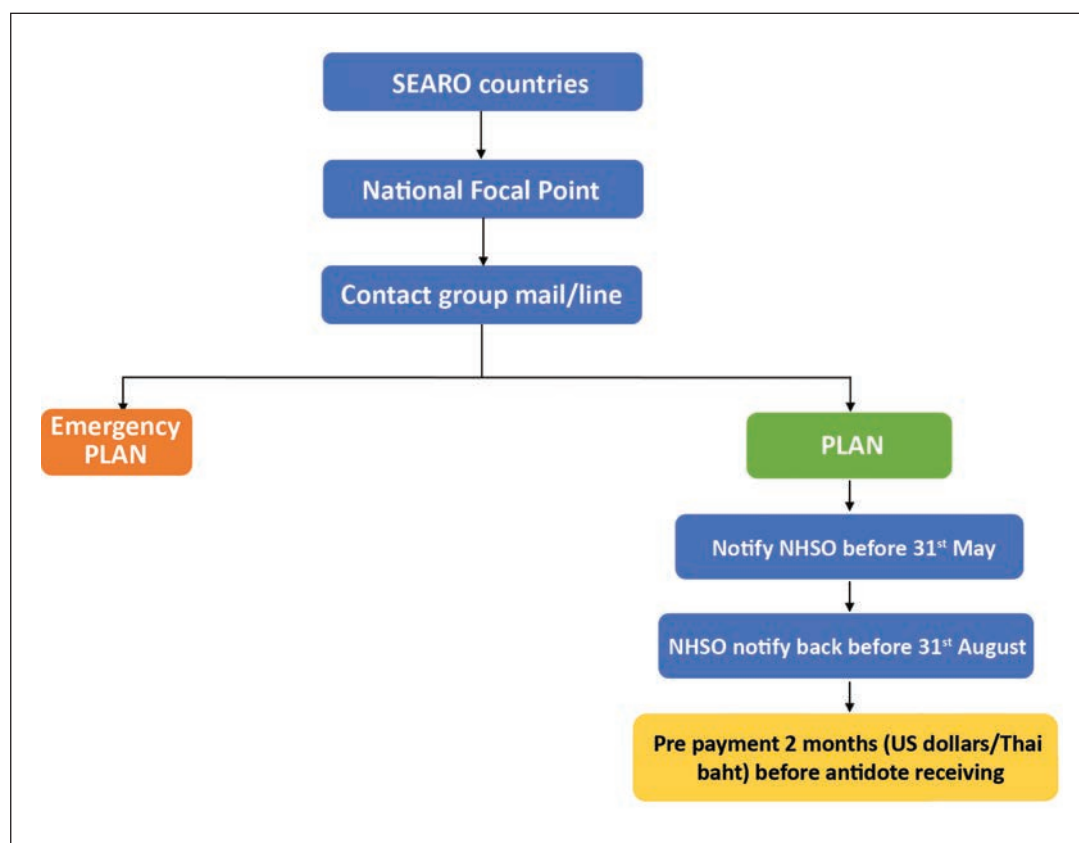 SEARO countries
National Focal Point
Contact group mail/line
Emergency
PLAN
PLAN
Notify NHSO before 31st May
NHSO notify back before 31st August
Pre payment 2 months (US dollars/Thai
baht) before antidote receiving